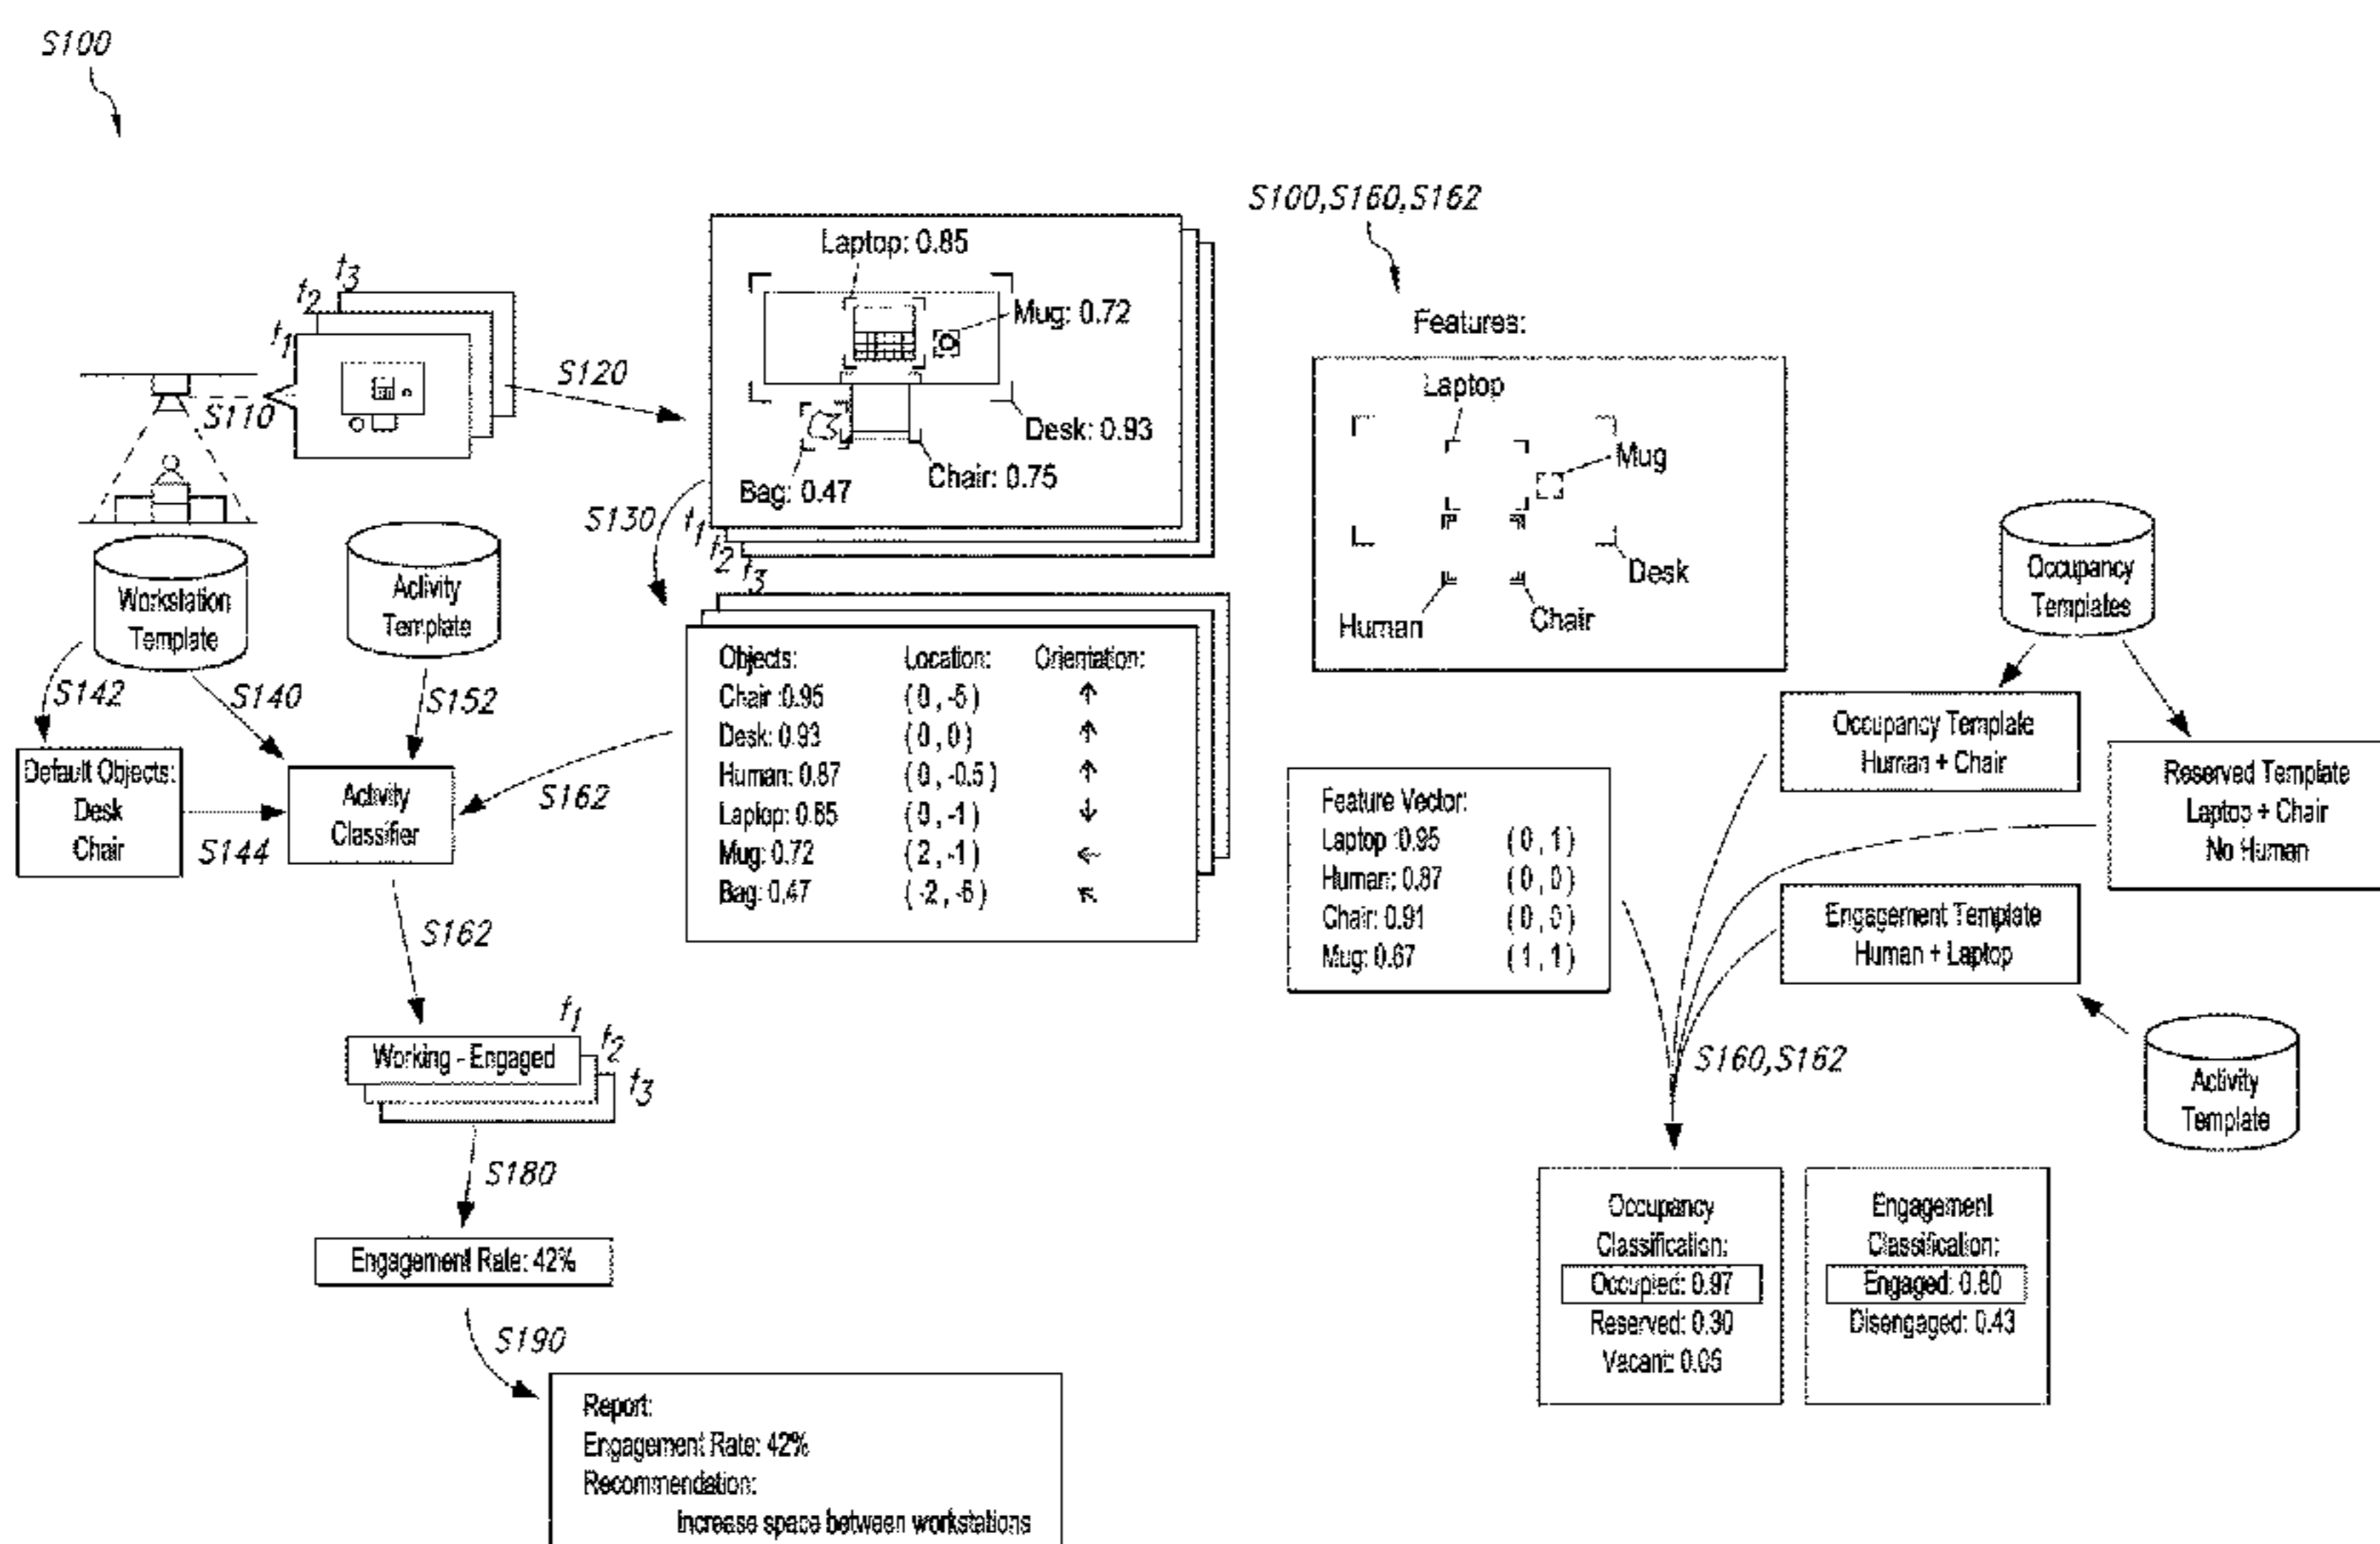 S100
t1
t2
t3
S110
S120
Laptop: 0.85
Mug: 0.72
Desk: 0.93
Chair: 0.75
Bag: 0.47
S130
t1
t2
t3
Workstation
Template
Activity
Template
S142
S140
S152
Default Objects:
Desk
Chair
S144
Activity
Classifier
S162
Objects: Location: Orientation:
Chair :0.95 (0,-5) ↑
Desk: 0.93 (0,0) ↑
Human: 0.87 (0,-0.5) ↑
Laptop: 0.85 (0,-1) ↓
Mug: 0.72 (2,-1) ←
Bag: 0.47 (-2,-6) ↖
S162
Working - Engaged
t1
t2
t3
S180
Engagement Rate: 42%
S190
Report:
Engagement Rate: 42%
Recommendation:
increase space between workstations
S100,S160,S162
Features:
Laptop
Mug
Desk
Human
Chair
Feature Vector:
Laptop :0.95 (0,1)
Human: 0.87 (0,0)
Chair: 0.91 (0,0)
Mug: 0.67 (1,1)
Occupancy
Templates
Occupancy Template
Human + Chair
Reserved Template
Laptop + Chair
No Human
Engagement Template
Human + Laptop
Activity
Template
S160,S162
Occupancy
Classification:
Occupied: 0.97
Reserved: 0.30
Vacant: 0.05
Engagement
Classification:
Engaged: 0.80
Disengaged: 0.43